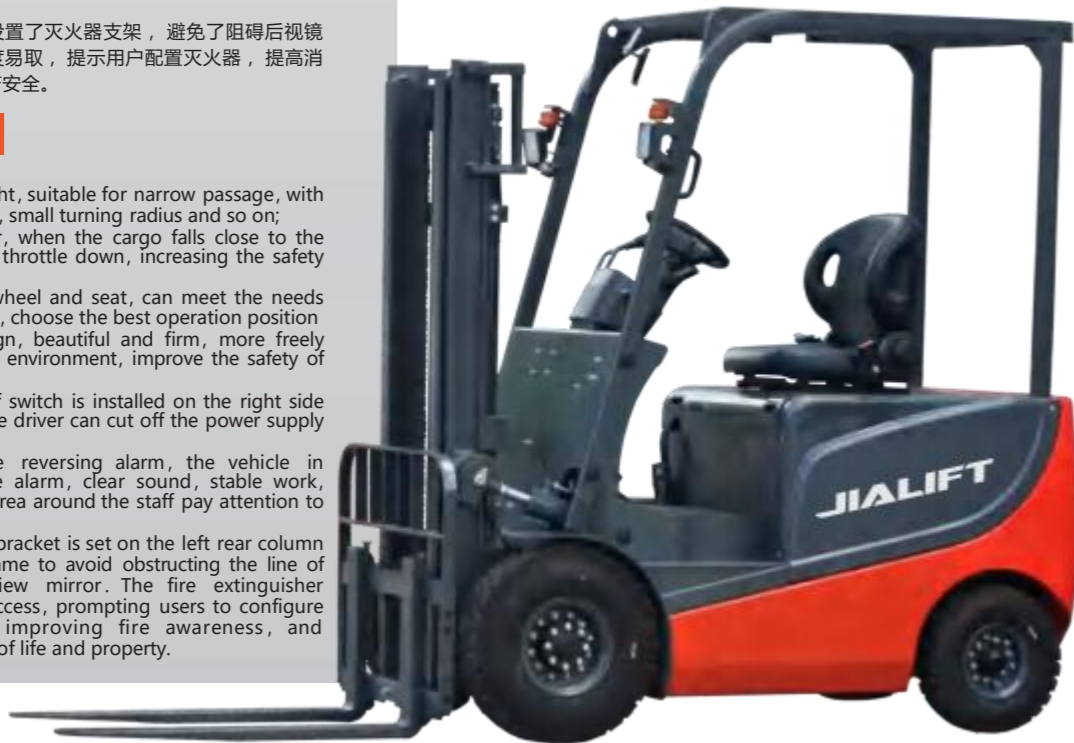 设置了灭火器支架，避免了阻碍后视镜
度易取，提示用户配置灭火器，提高消
产安全。
ht, suitable for narrow passage, with
, small turning radius and so on;
r, when the cargo falls close to the
throttle down, increasing the safety
wheel and seat, can meet the needs
, choose the best operation position
gn, beautiful and firm, more freely
environment, improve the safety of
f switch is installed on the right side
e driver can cut off the power supply
e reversing alarm, the vehicle in
e alarm, clear sound, stable work,
rea around the staff pay attention to
bracket is set on the left rear column
ame to avoid obstructing the line of
iew mirror. The fire extinguisher
ccess, prompting users to configure
improving fire awareness, and
of life and property.
JIALIFT